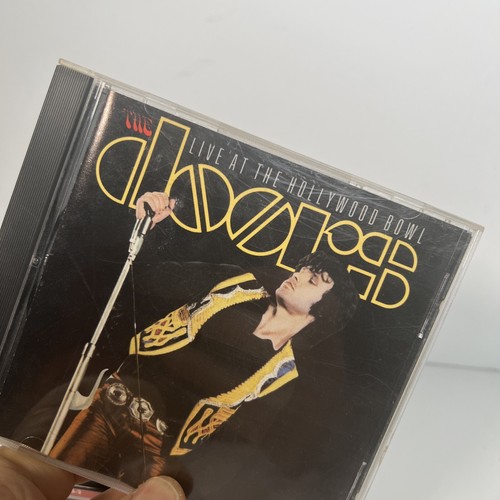 THE
DOORS
LIVE AT THE HOLLYWOOD BOWL